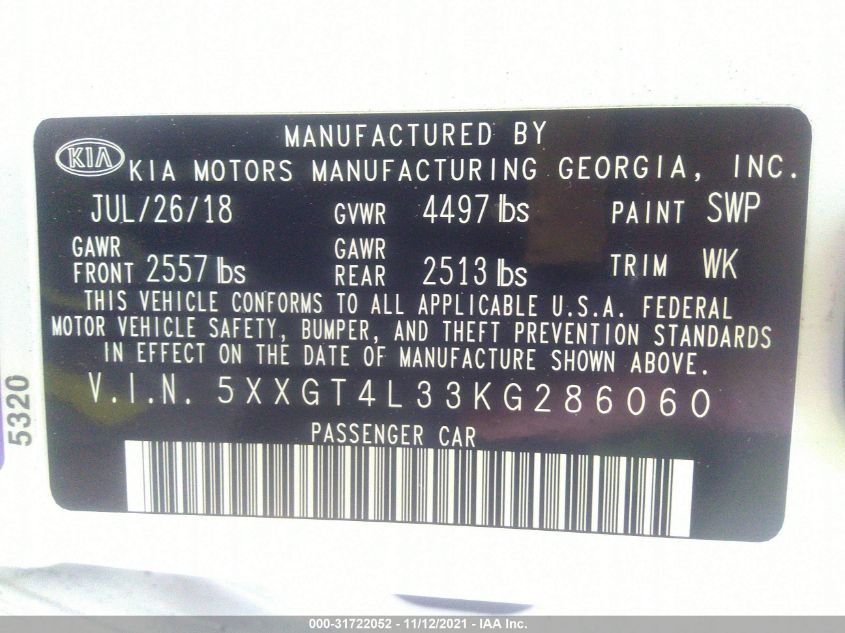 MANUFACTURED BY
KIA KIA MOTORS MANUFACTURING GEORGIA, INC.
JUL/26/18 GVWR 4497 lbs PAINT SWP
GAWR FRONT 2557 lbs GAWR REAR 2513 lbs TRIM WK
THIS VEHICLE CONFORMS TO ALL APPLICABLE U.S.A. FEDERAL
MOTOR VEHICLE SAFETY, BUMPER, AND THEFT PREVENTION STANDARDS
IN EFFECT ON THE DATE OF MANUFACTURE SHOWN ABOVE.
V.I.N. 5XXGT4L33KG286060
PASSENGER CAR
5320
000-31722052 - 11/12/2021 - IAA Inc.